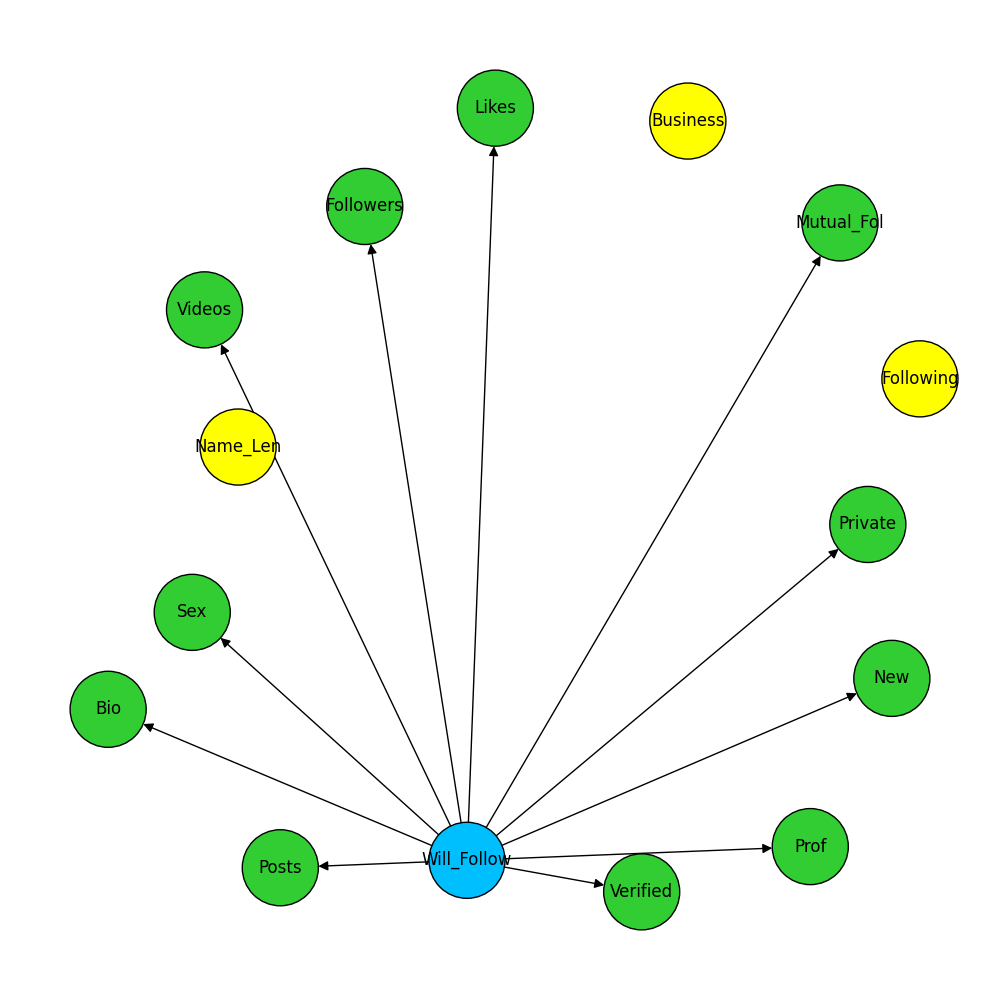 Likes
Business
Followers
Mutual_Fol
Videos
Following
Name_Len
Private
Sex
New
Bio
Prof
Will_Follow
Posts
Verified